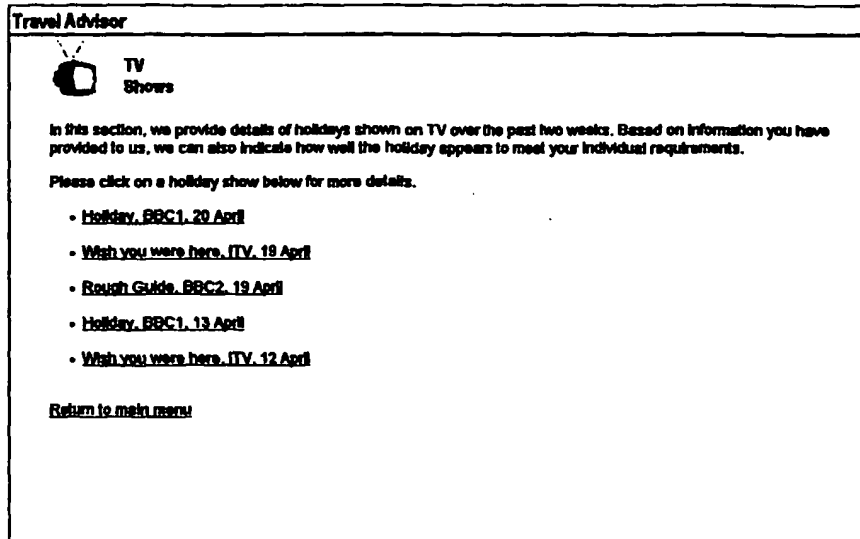 Travel Advisor
TV
Shows
In this section, we provide details of holidays shown on TV over the past two weeks. Based on information you have
provided to us, we can also indicate how well the holiday appears to meet your individual requirements.
Please click on a holiday show below for more details.
• Holiday, BBC1, 20 April
• Wish you were here, ITV, 19 April
• Rough Guide, BBC2, 19 April
• Holiday, BBC1, 13 April
• Wish you were here, ITV, 12 April
Return to main menu